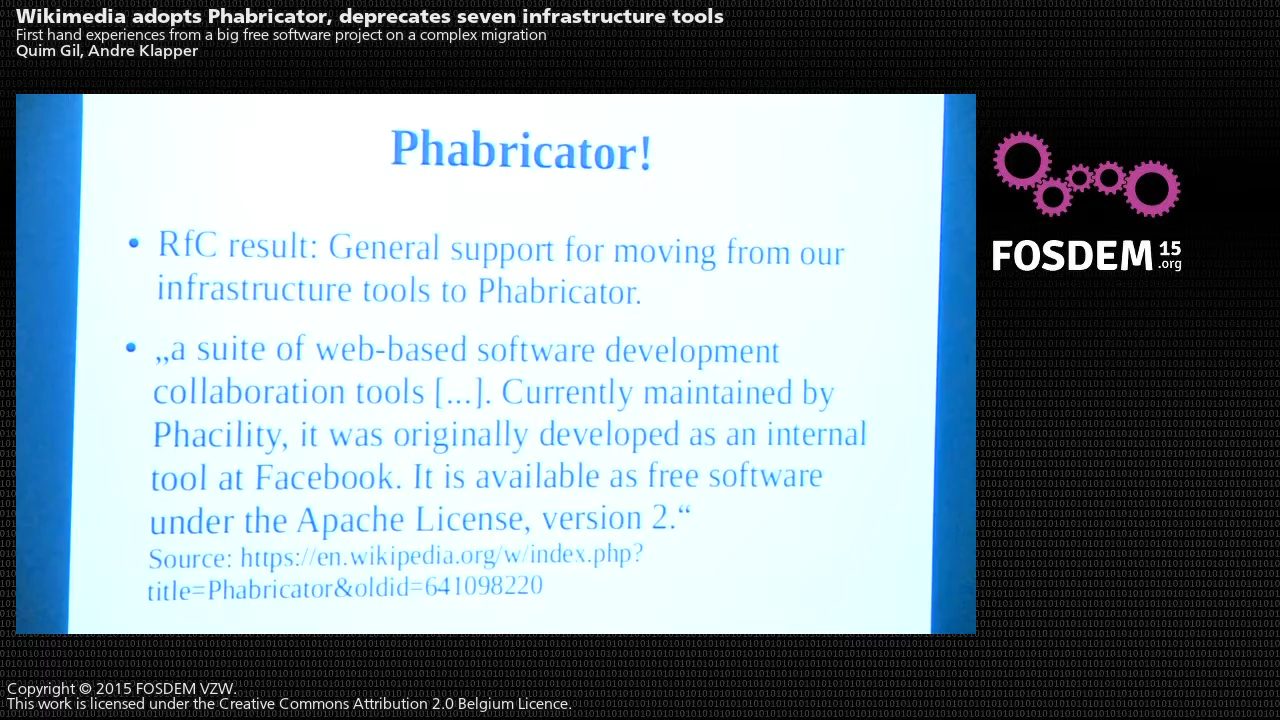 Wikimedia adopts Phabricator, deprecates seven infrastructure tools
First hand experiences from a big free software project on a complex migration
Quim Gil, Andre Klapper
Phabricator!
• RfC result: General support for moving from our
infrastructure tools to Phabricator.
• „a suite of web-based software development
collaboration tools [...]. Currently maintained by
Phacility, it was originally developed as an internal
tool at Facebook. It is available as free software
under the Apache License, version 2.“
Source: https://en.wikipedia.org/w/index.php?
title=Phabricator&oldid=641098220
FOSDEM 15
.org
Copyright © 2015 FOSDEM VZW.
This work is licensed under the Creative Commons Attribution 2.0 Belgium Licence.